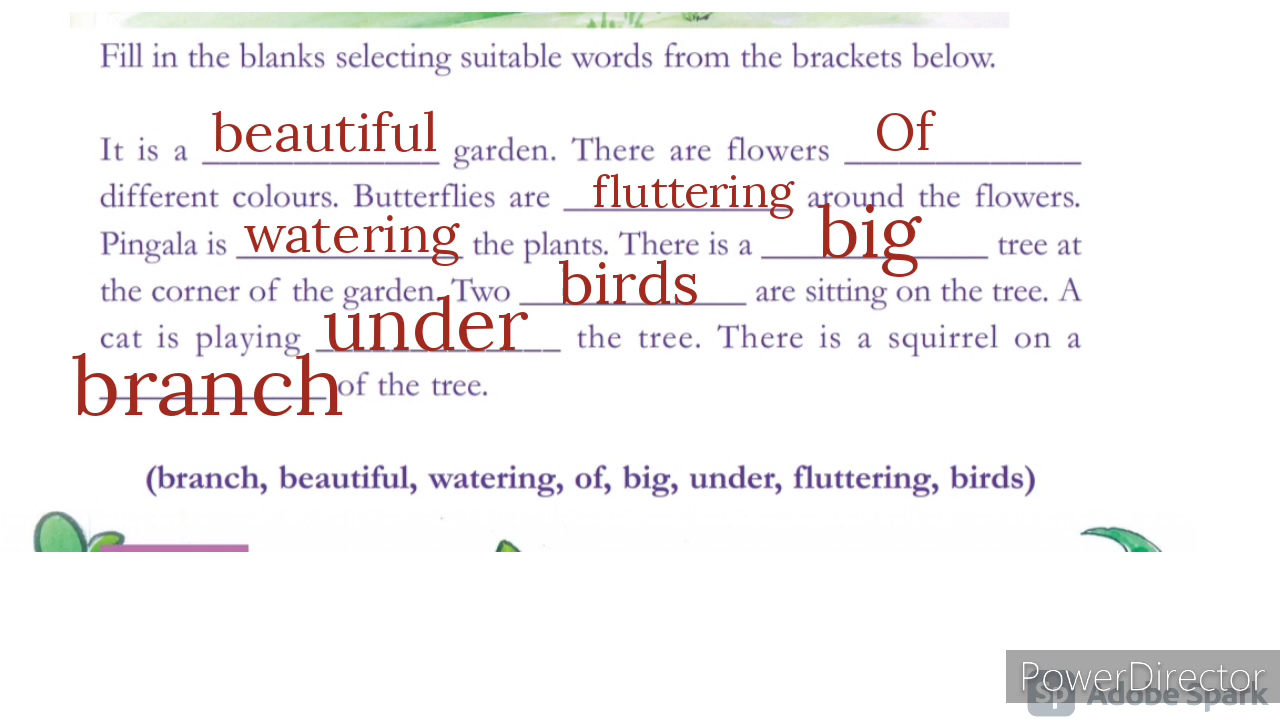 Fill in the blanks selecting suitable words from the brackets below.
It is a beautiful garden. There are flowers Of
different colours. Butterflies are fluttering around the flowers.
Pingala is watering the plants. There is a big tree at
the corner of the garden. Two birds are sitting on the tree. A
cat is playing under the tree. There is a squirrel on a
branch of the tree.
(branch, beautiful, watering, of, big, under, fluttering, birds)
PowerDirector
Sp Adobe Spark